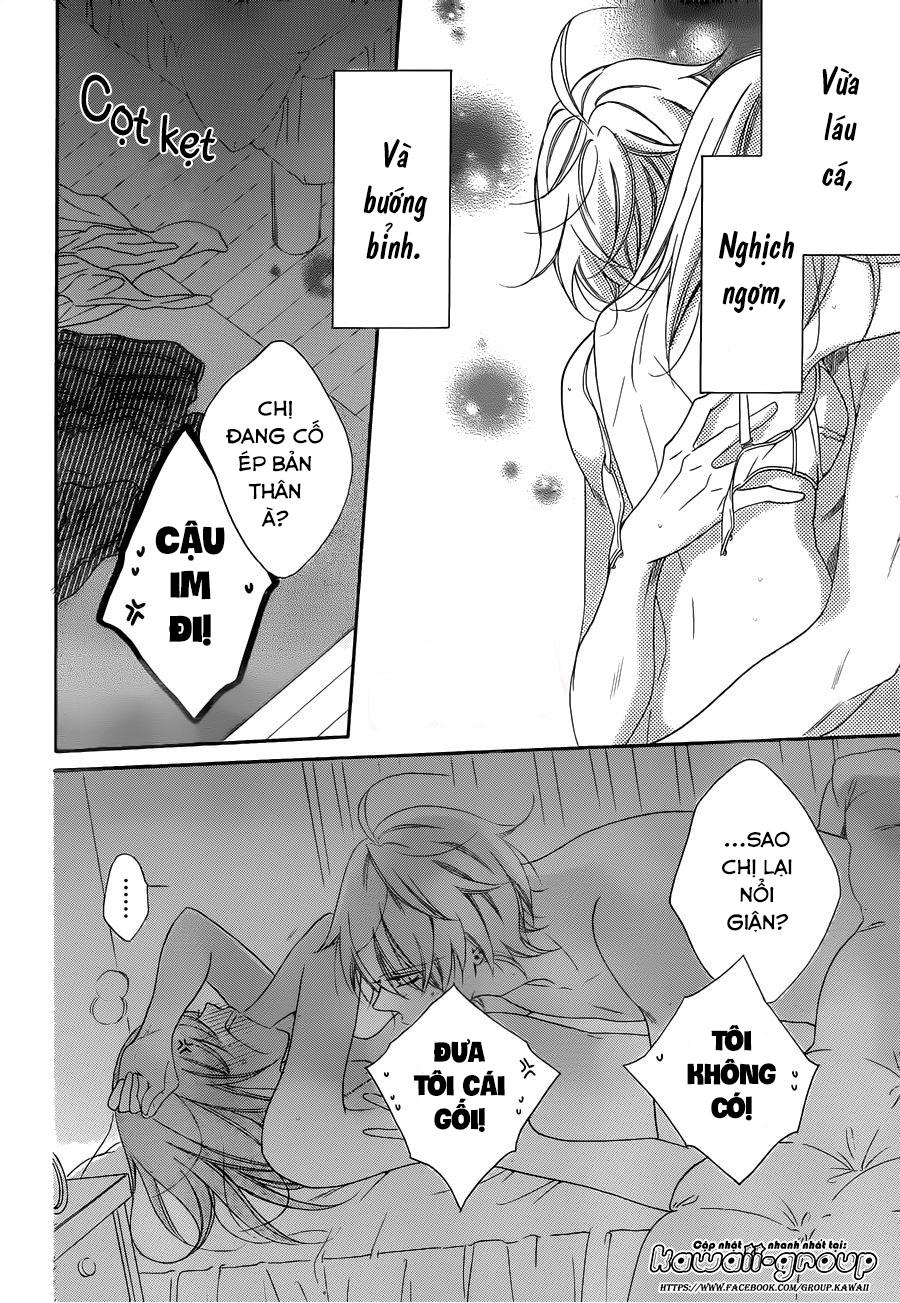 Vừa
láu
cá,
Nghịch
ngợm,
Và
bướng
bỉnh.
Cọt kẹt
CHỊ
ĐANG CỐ
ÉP BẢN
THÂN
À?
CẬU
IM
ĐI!
...SAO
CHỊ LẠI
NỔI
GIẬN?
TÔI
KHÔNG
CÓ!
ĐƯA
TÔI CÁI
GỐI!
......
Cập nhật nhanh nhất tại:
kawaii-group
HTTPS://WWW.FACEBOOK.COM/GROUP.KAWAII